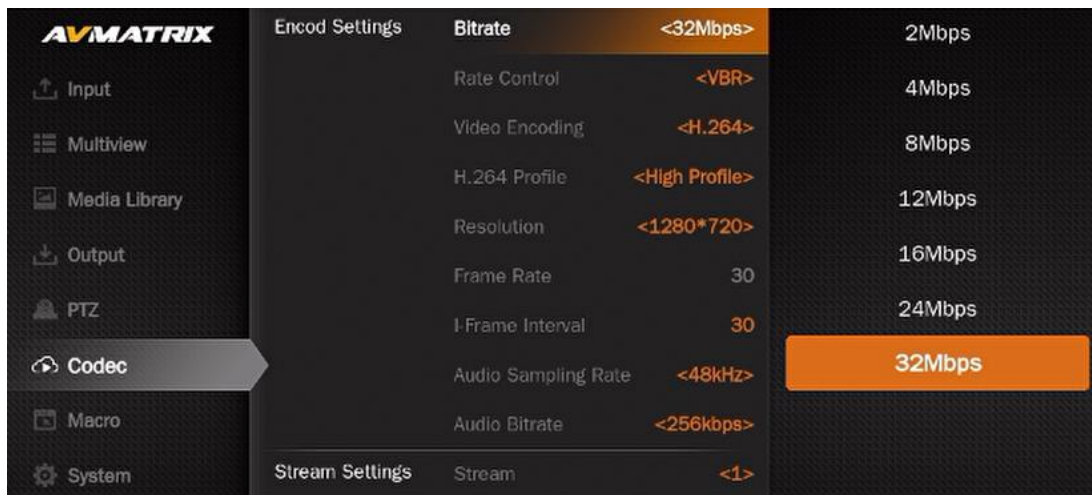 AVMATRIX
Input
Multiview
Media Library
Output
PTZ
Codec
Macro
System
Encod Settings
Bitrate <32Mbps>
Rate Control <VBR>
Video Encoding <H.264>
H.264 Profile <High Profile>
Resolution <1280*720>
Frame Rate 30
I-Frame Interval 30
Audio Sampling Rate <48kHz>
Audio Bitrate <256kbps>
Stream Settings
Stream <1>
2Mbps
4Mbps
8Mbps
12Mbps
16Mbps
24Mbps
32Mbps